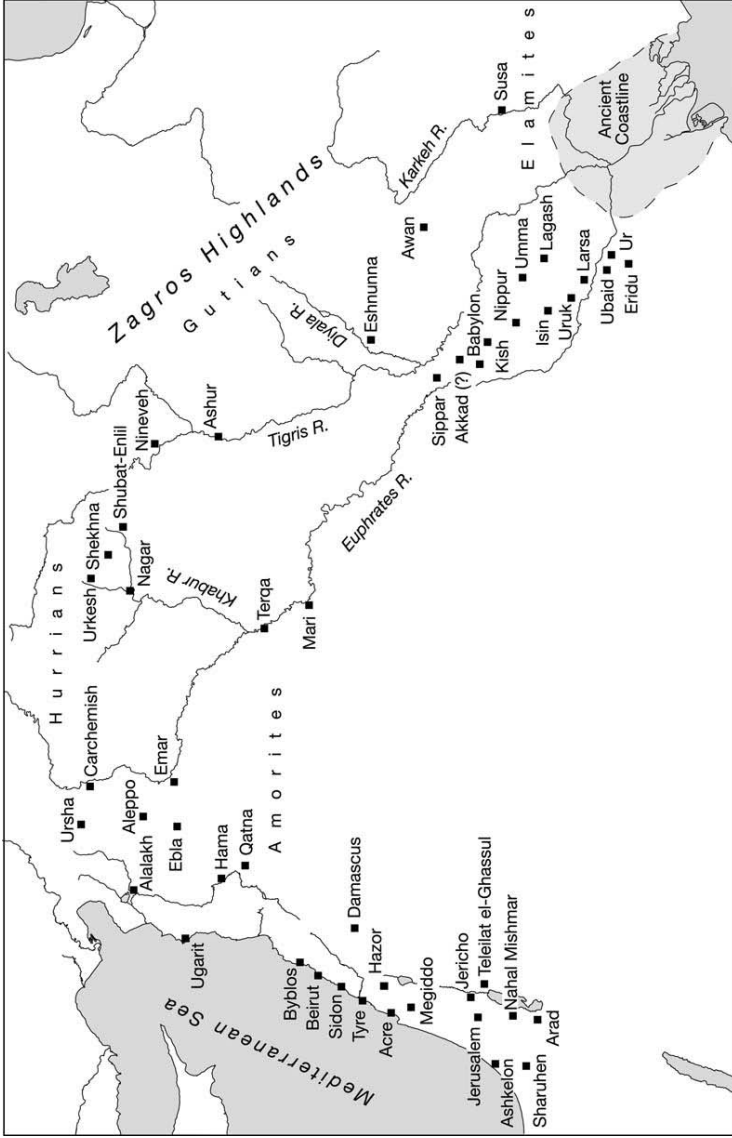 Ursha
Carchemish
Hurrians
Urkesh
Shekhna
Shubat-Enlil
Nineveh
Zagros Highlands
Gutians
Alalakh
Aleppo
Emar
Ebla
Nagar
Khabur R.
Ashur
Tigris R.
Diyala R.
Eshnunna
Awan
Karkeh R.
Susa
Elamites
Ancient
Coastline
Mediterranean Sea
Ugarit
Hama
Qatna
Amorites
Terqa
Mari
Euphrates R.
Sippar
Akkad (?)
Babylon
Kish
Nippur
Umma
Lagash
Isin
Uruk
Larsa
Ubaid
Ur
Eridu
Byblos
Beirut
Sidon
Tyre
Acre
Damascus
Hazor
Megiddo
Jericho
Teleilat el-Ghassul
Jerusalem
Nahal Mishmar
Ashkelon
Sharuhen
Arad